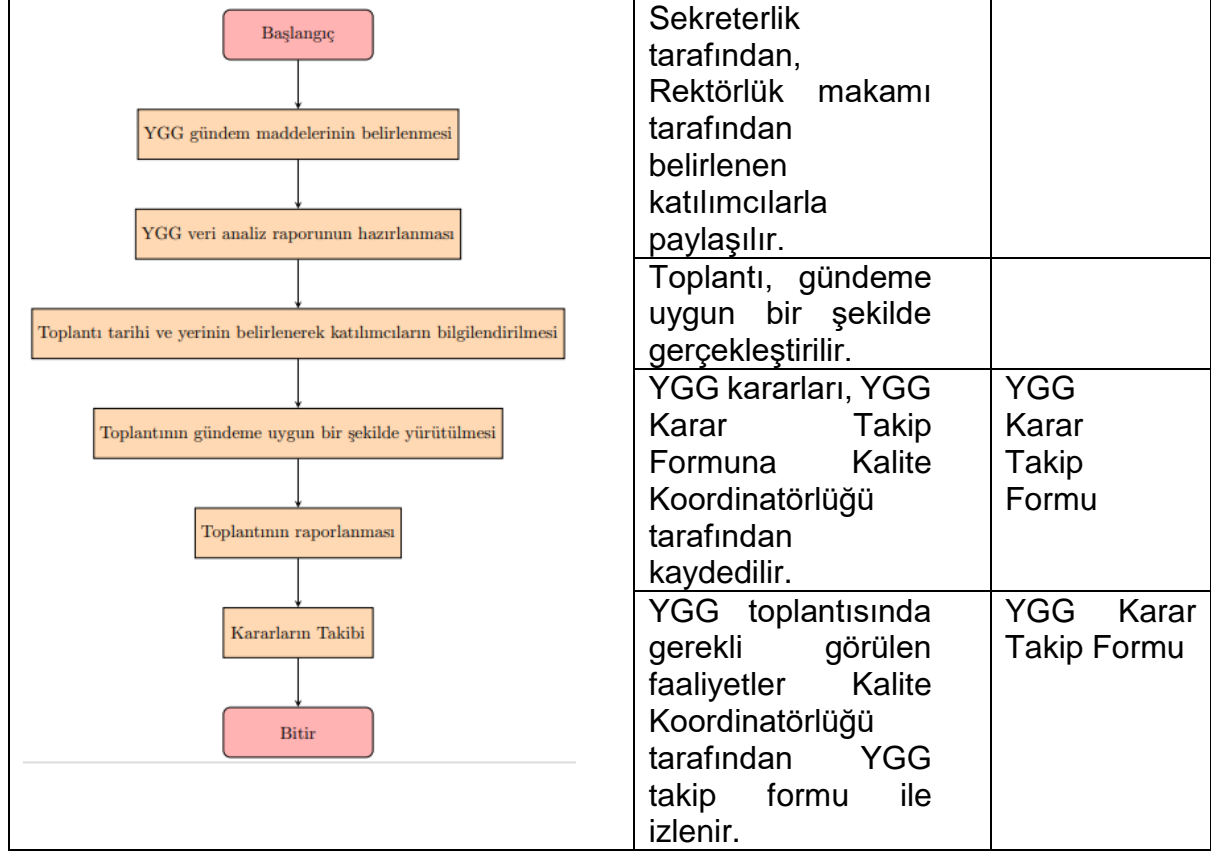 Başlangıç
YGG gündem maddelerinin belirlenmesi
YGG veri analiz raporunun hazırlanması
Toplantı tarihi ve yerinin belirlenerek katılımcıların bilgilendirilmesi
Toplantının gündeme uygun bir şekilde yürütülmesi
Toplantının raporlanması
Kararların Takibi
Bitir
Sekreterlik
tarafından,
Rektörlük makamı
tarafından
belirlenen
katılımcılarla
paylaşılır.
Toplantı, gündeme
uygun bir şekilde
gerçekleştirilir.
YGG kararları, YGG
Karar Takip
Formuna Kalite
Koordinatörlüğü
tarafından
kaydedilir.
YGG
Karar
Takip
Formu
YGG toplantısında
gerekli görülen
faaliyetler Kalite
Koordinatörlüğü
tarafından YGG
takip formu ile
izlenir.
YGG Karar
Takip Formu